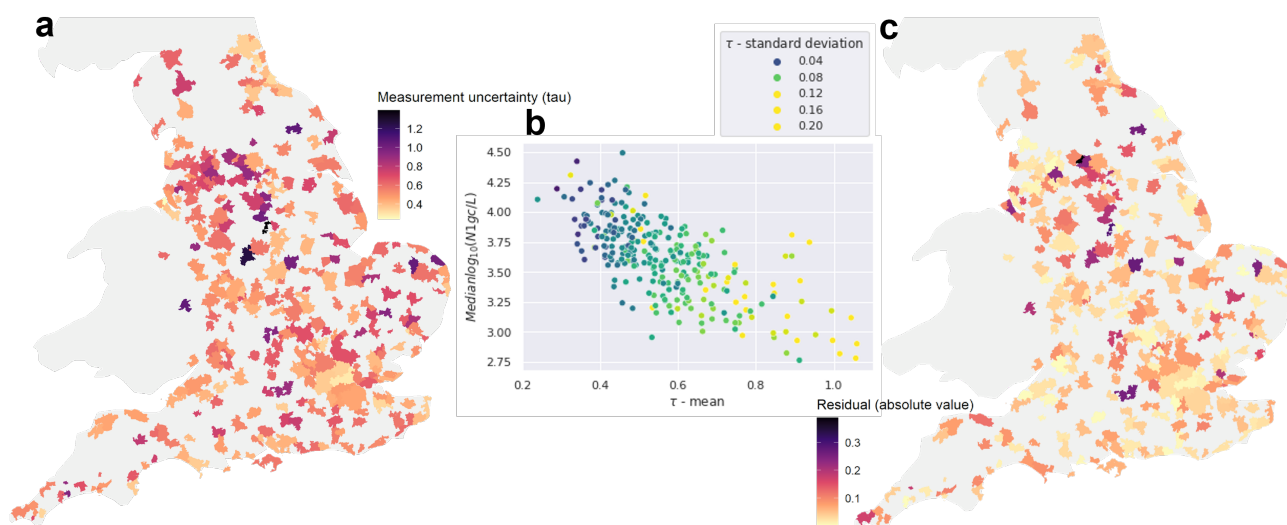 a
Measurement uncertainty (tau)
1.2
1.0
0.8
0.6
0.4
τ - standard deviation
0.04
0.08
0.12
0.16
0.20
b
4.50
4.25
4.00
3.75
3.50
3.25
3.00
2.75
Medianlog10(N1gc/L)
0.2 0.4 0.6 0.8 1.0
τ - mean
c
Residual (absolute value)
0.3
0.2
0.1